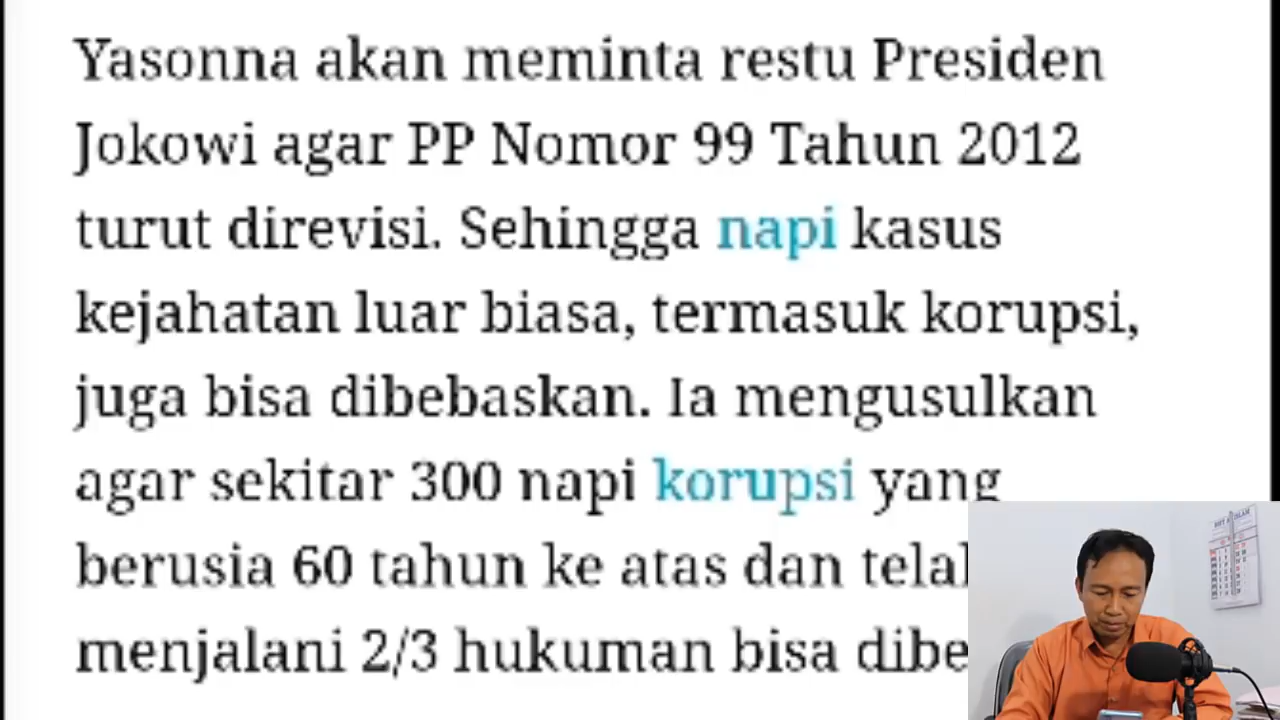 Yasonna akan meminta restu Presiden
Jokowi agar PP Nomor 99 Tahun 2012
turut direvisi. Sehingga napi kasus
kejahatan luar biasa, termasuk korupsi,
juga bisa dibebaskan. Ia mengusulkan
agar sekitar 300 napi korupsi yang
berusia 60 tahun ke atas dan
menjalani 2/3 hukuman bisa